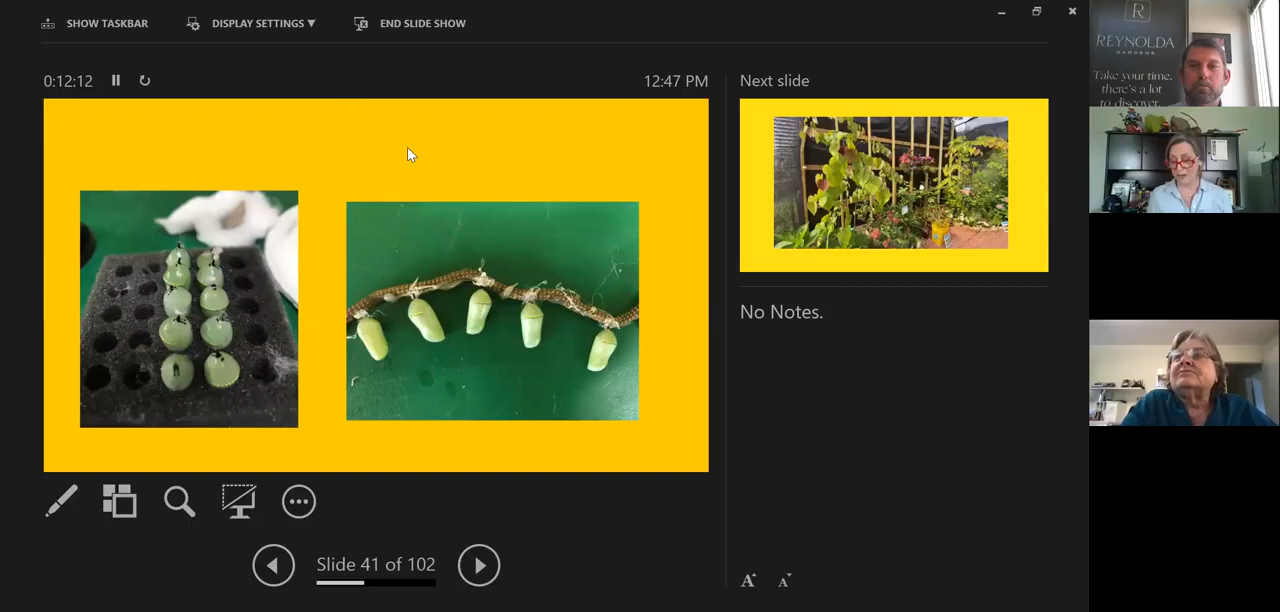 SHOW TASKBAR
DISPLAY SETTINGS ▼
END SLIDE SHOW
0:12:12
12:47 PM
Next slide
No Notes.
Slide 41 of 102
A
A
R
REYNOLDA
GARDENS
Take your time,
there's a lot
to discover.